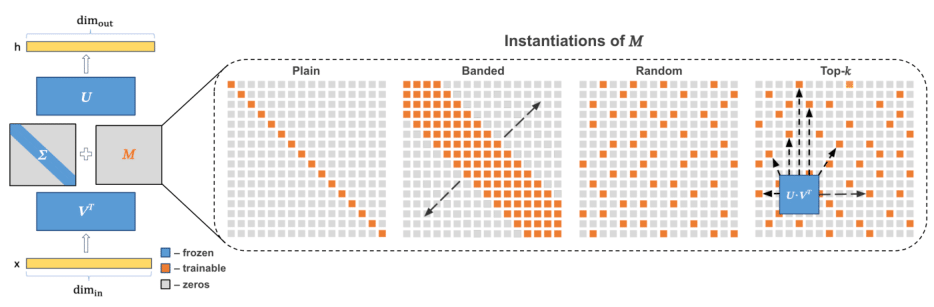 dim_out
h
U
Σ
M
V^T
x
dim_in
– frozen
– trainable
– zeros
Instantiations of M
Plain
Banded
Random
Top-k
U·V^T